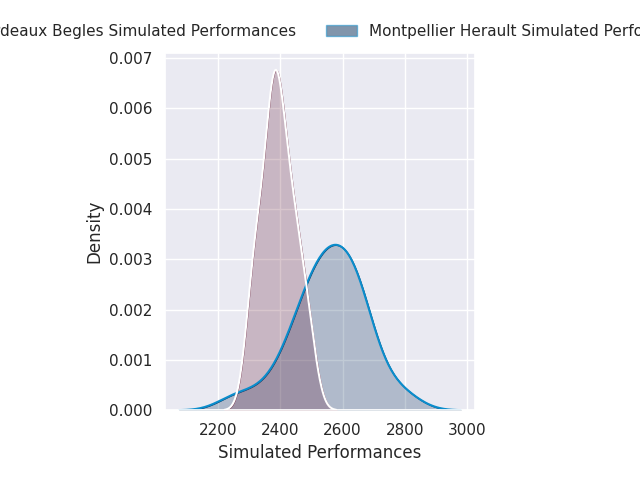 deaux Begles Simulated Performances
Montpellier Herault Simulated Perfo
0.007
0.006
0.005
0.004
0.003
0.002
0.001
0.000
Density
2200 2400 2600 2800 3000
Simulated Performances